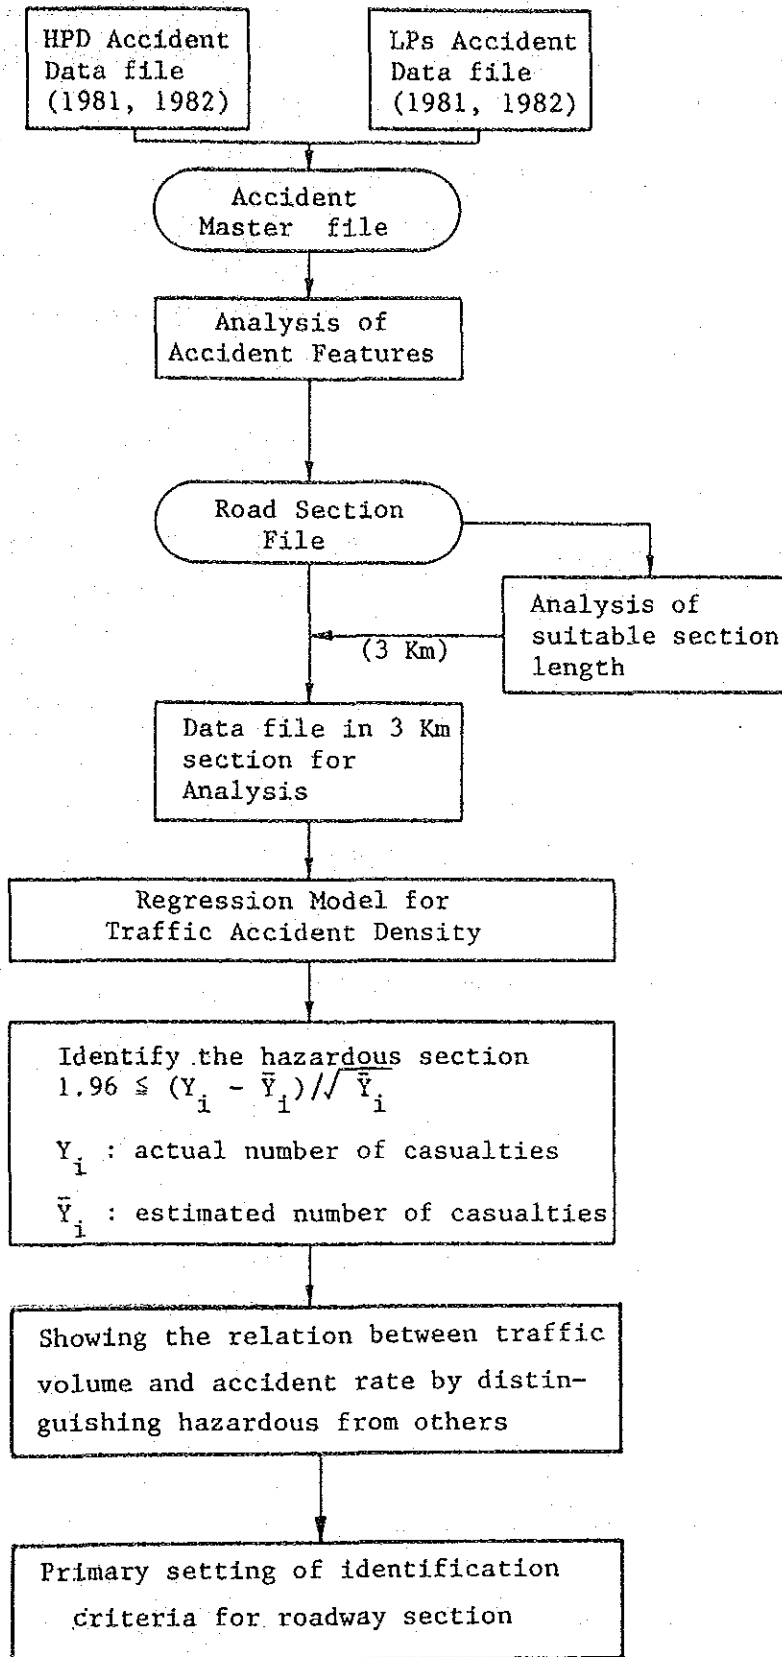 HPD Accident
Data file
(1981, 1982)
LPs Accident
Data file
(1981, 1982)
Accident
Master file
Analysis of
Accident Features
Road Section
File
Analysis of
suitable section
length
(3 Km)
Data file in 3 Km
section for
Analysis
Regression Model for
Traffic Accident Density
Identify the hazardous section
1.96 ≦ (Y_i - Ȳ_i)/√Ȳ_i
Y_i : actual number of casualties
Ȳ_i : estimated number of casualties
Showing the relation between traffic
volume and accident rate by distin-
guishing hazardous from others
Primary setting of identification
criteria for roadway section